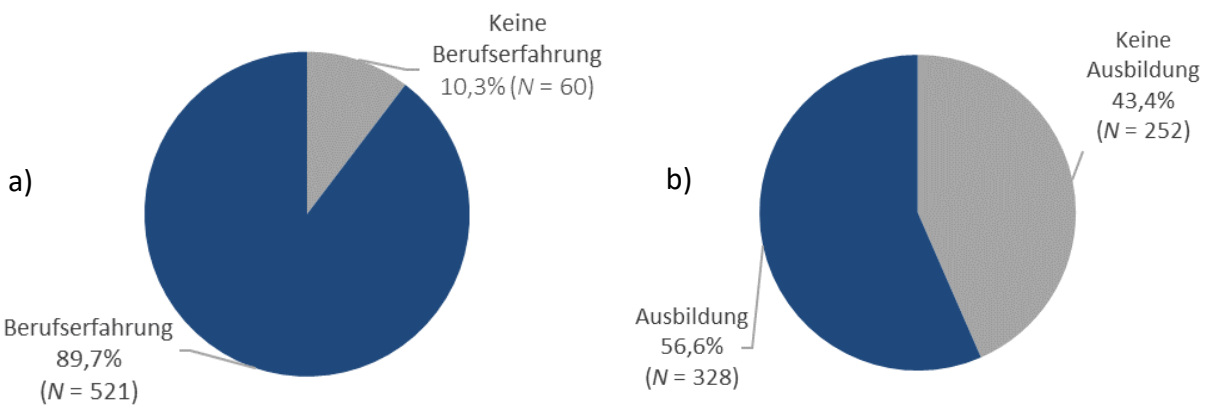 a)
Keine
Berufserfahrung
10,3% (N = 60)
Berufserfahrung
89,7%
(N = 521)
b)
Keine
Ausbildung
43,4%
(N = 252)
Ausbildung
56,6%
(N = 328)